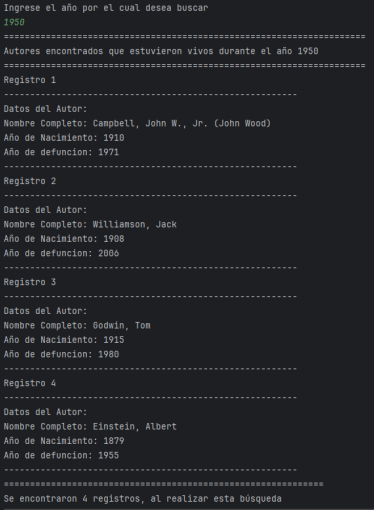 Ingrese el año por el cual desea buscar
1950
=====================================================================
Autores encontrados que estuvieron vivos durante el año 1950
=====================================================================
Registro 1
--------------------------------------------------------
Datos del Autor:
Nombre Completo: Campbell, John W., Jr. (John Wood)
Año de Nacimiento: 1910
Año de defuncion: 1971
--------------------------------------------------------
Registro 2
--------------------------------------------------------
Datos del Autor:
Nombre Completo: Williamson, Jack
Año de Nacimiento: 1908
Año de defuncion: 2006
--------------------------------------------------------
Registro 3
--------------------------------------------------------
Datos del Autor:
Nombre Completo: Godwin, Tom
Año de Nacimiento: 1915
Año de defuncion: 1980
--------------------------------------------------------
Registro 4
--------------------------------------------------------
Datos del Autor:
Nombre Completo: Einstein, Albert
Año de Nacimiento: 1879
Año de defuncion: 1955
--------------------------------------------------------
=============================================================
Se encontraron 4 registros, al realizar esta búsqueda